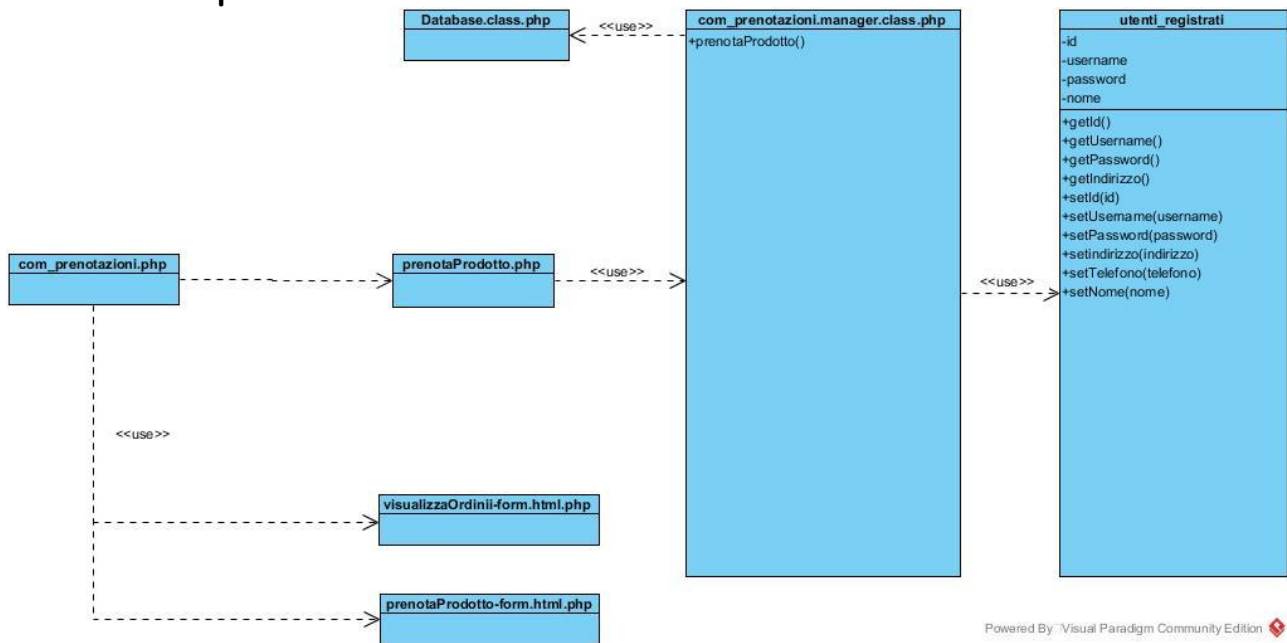 Database.class.php
<<use>>
com_prenotazioni.manager.class.php
+prenotaProdotto()
utenti_registrati
-id
-username
-password
-nome
+getId()
+getUsername()
+getPassword()
+getIndirizzo()
+setId(id)
+setUsername(username)
+setPassword(password)
+setindirizzo(indirizzo)
+setTelefono(telefono)
+setNome(nome)
com_prenotazioni.php
prenotaProdotto.php
<<use>>
<<use>>
<<use>>
visualizzaOrdinii-form.html.php
prenotaProdotto-form.html.php
Powered By Visual Paradigm Community Edition